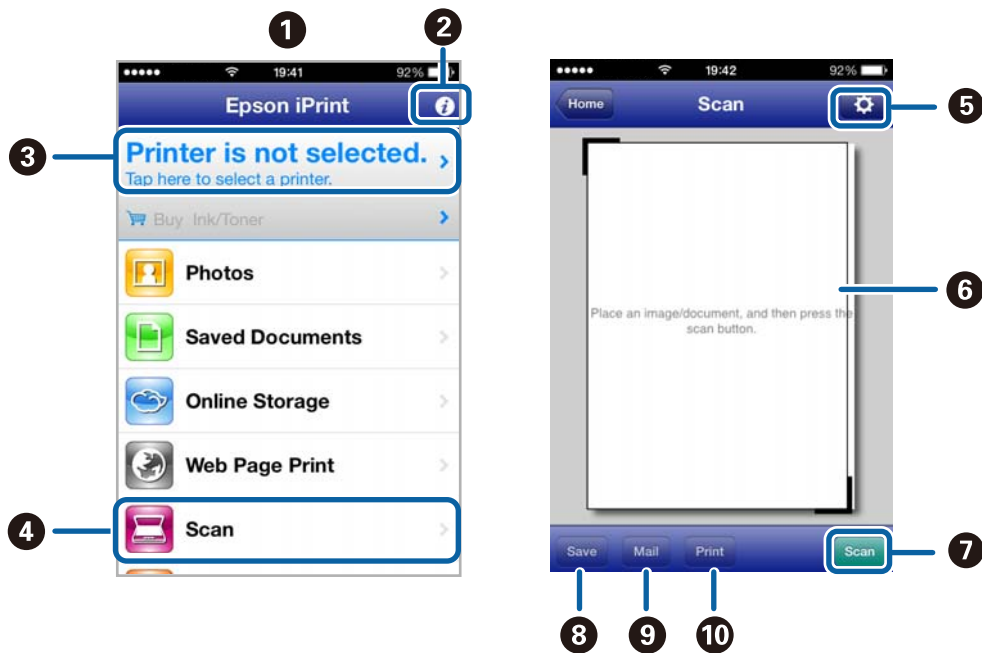 1
2
19:41
92%
Epson iPrint
i
3
Printer is not selected.
Tap here to select a printer.
Buy Ink/Toner
Photos
Saved Documents
Online Storage
Web Page Print
4
Scan
19:42
92%
Home
Scan
5
6
Place an image/document, and then press the
scan button.
Save
Mail
Print
Scan
7
8
9
10